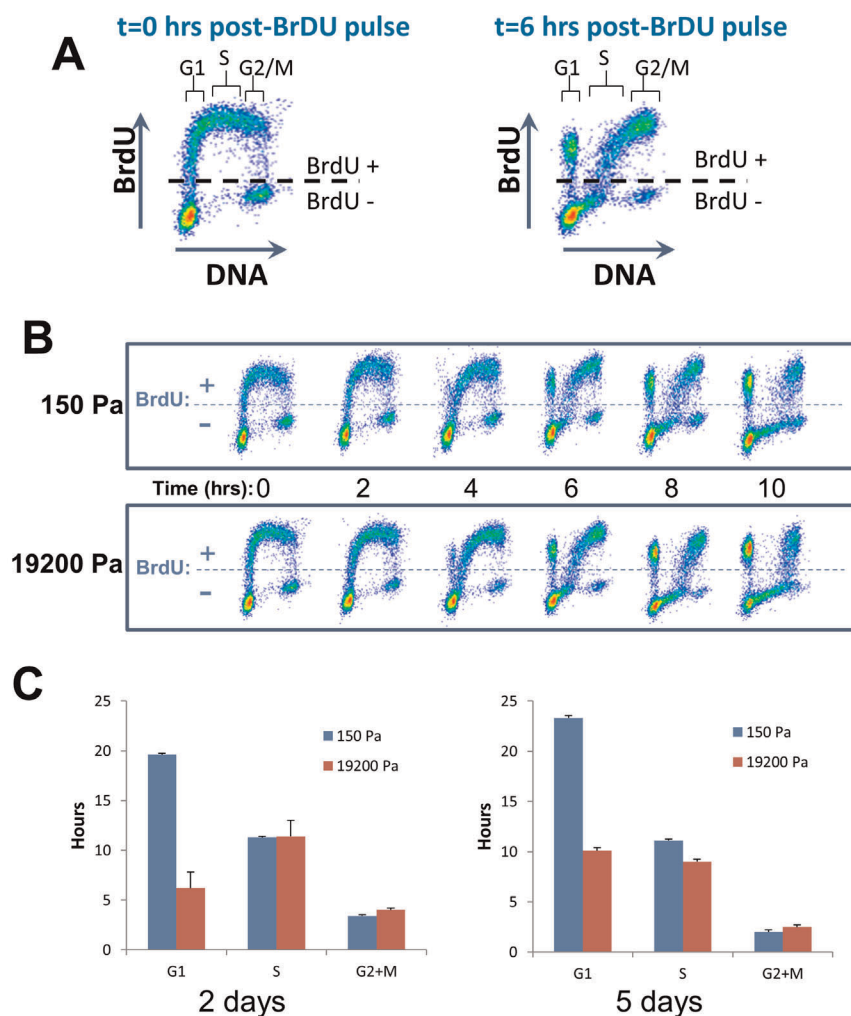 A
t=0 hrs post-BrDU pulse
t=6 hrs post-BrDU pulse
G1
S
G2/M
G1
S
G2/M
BrdU
BrdU +
BrdU -
DNA
BrdU
BrdU +
BrdU -
DNA
B
150 Pa
BrdU:
+
-
Time (hrs): 0 2 4 6 8 10
19200 Pa
BrdU:
+
-
C
Hours
25
20
15
10
5
0
150 Pa
19200 Pa
G1 S G2+M
2 days
Hours
25
20
15
10
5
0
150 Pa
19200 Pa
G1 S G2+M
5 days